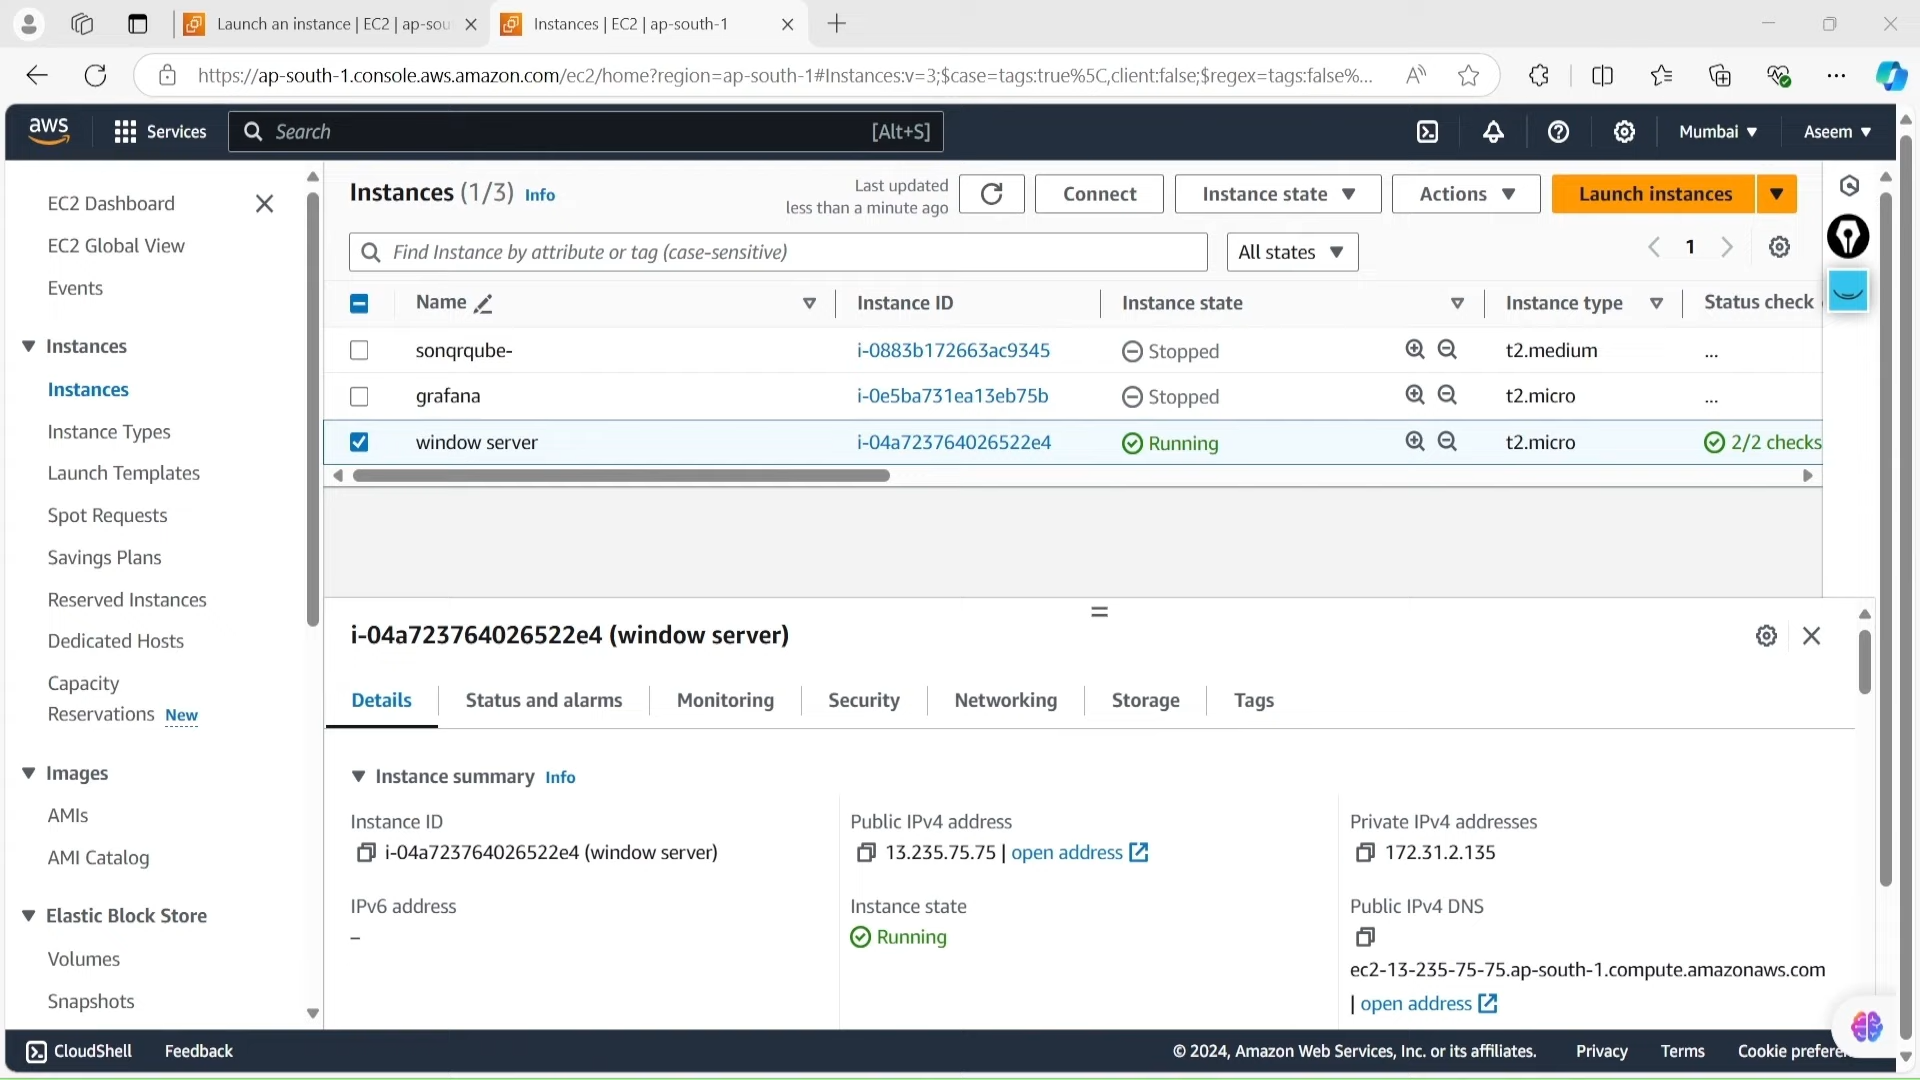 Launch an instance | EC2 | ap-sou
Instances | EC2 | ap-south-1
https://ap-south-1.console.aws.amazon.com/ec2/home?region=ap-south-1#Instances:v=3;$case=tags:true%5C,client:false;$regex=tags:false%...
aws
Services
Search
[Alt+S]
Mumbai
Aseem
EC2 Dashboard
EC2 Global View
Events
Instances
Instances
Instance Types
Launch Templates
Spot Requests
Savings Plans
Reserved Instances
Dedicated Hosts
Capacity
Reservations New
Images
AMIs
AMI Catalog
Elastic Block Store
Volumes
Snapshots
Instances (1/3) Info
Last updated
less than a minute ago
Connect
Instance state
Actions
Launch instances
Find Instance by attribute or tag (case-sensitive)
All states
1
Name
Instance ID
Instance state
Instance type
Status check
sonqrqube- i-0883b172663ac9345 Stopped t2.medium ...
grafana i-0e5ba731ea13eb75b Stopped t2.micro ...
window server i-04a723764026522e4 Running t2.micro 2/2 checks
i-04a723764026522e4 (window server)
Details
Status and alarms
Monitoring
Security
Networking
Storage
Tags
Instance summary Info
Instance ID
i-04a723764026522e4 (window server)
Public IPv4 address
13.235.75.75 | open address
Private IPv4 addresses
172.31.2.135
IPv6 address
–
Instance state
Running
Public IPv4 DNS
ec2-13-235-75-75.ap-south-1.compute.amazonaws.com
| open address
CloudShell
Feedback
© 2024, Amazon Web Services, Inc. or its affiliates.
Privacy
Terms
Cookie prefere